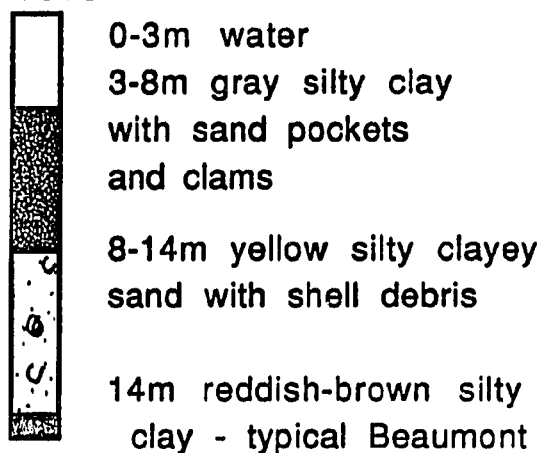 0-3m water
3-8m gray silty clay
with sand pockets
and clams
8-14m yellow silty clayey
sand with shell debris
14m reddish-brown silty
clay - typical Beaumont